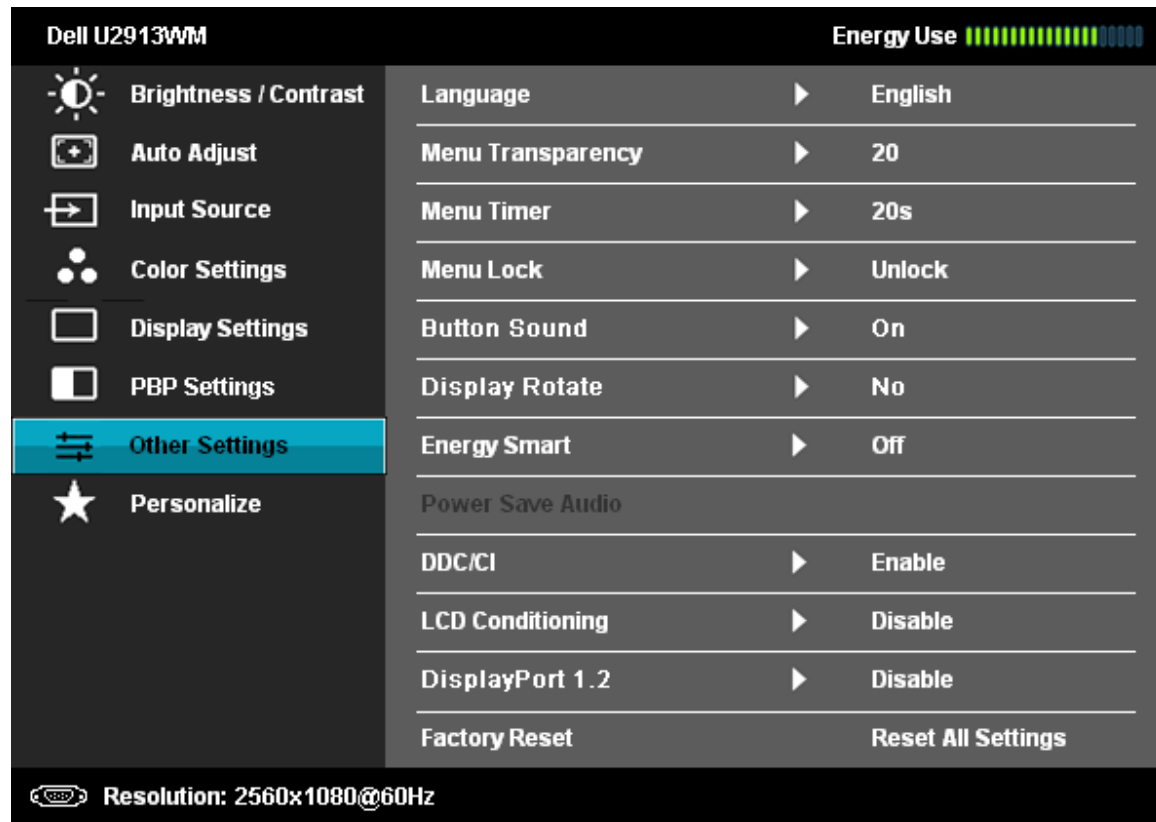 Dell U2913WM Energy Use
Brightness / Contrast
Auto Adjust
Input Source
Color Settings
Display Settings
PBP Settings
Other Settings
Personalize
Language English
Menu Transparency 20
Menu Timer 20s
Menu Lock Unlock
Button Sound On
Display Rotate No
Energy Smart Off
Power Save Audio
DDC/CI Enable
LCD Conditioning Disable
DisplayPort 1.2 Disable
Factory Reset Reset All Settings
Resolution: 2560x1080@60Hz